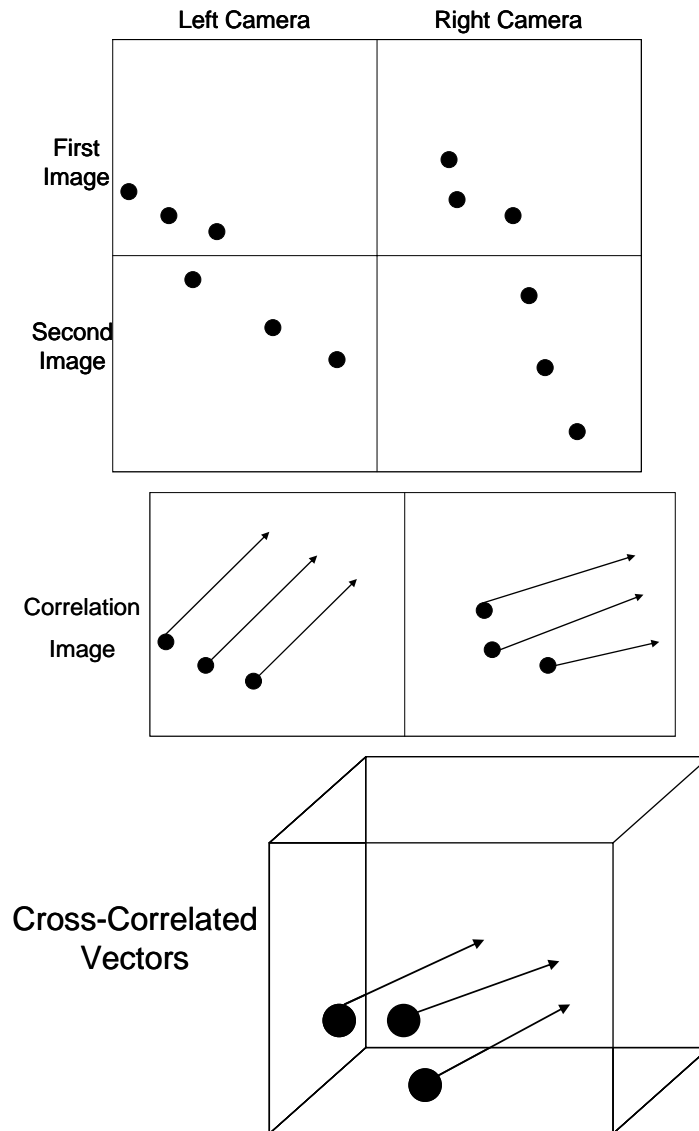 Left Camera
Right Camera
First
Image
Second
Image
Correlation
Image
Cross-Correlated
Vectors